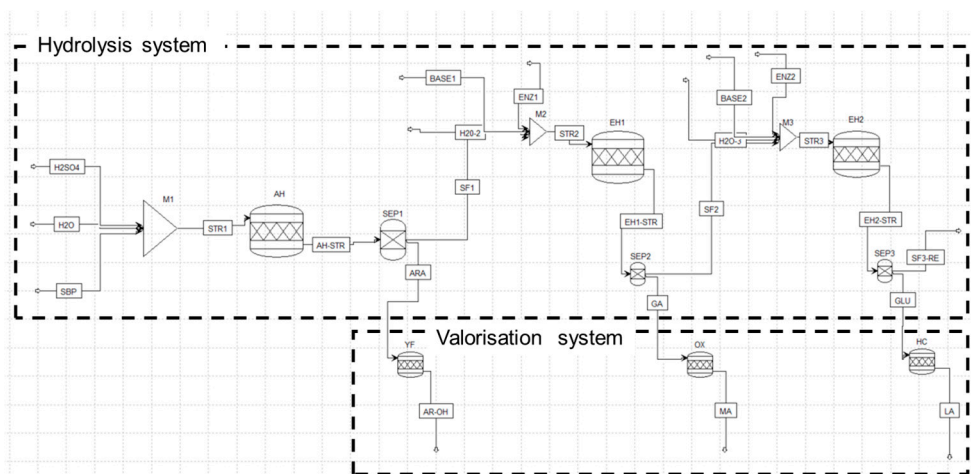 Hydrolysis system
BASE1
ENZ1
M2
H20-2
STR2
EH1
SF1
EH1-STR
SEP2
GA
BASE2
ENZ2
M3
H2O-3
STR3
EH2
SF2
EH2-STR
SEP3
SF3-RE
GLU
H2SO4
H2O
SBP
M1
STR1
AH
AH-STR
SEP1
ARA
Valorisation system
YF
AR-OH
OX
MA
HC
LA